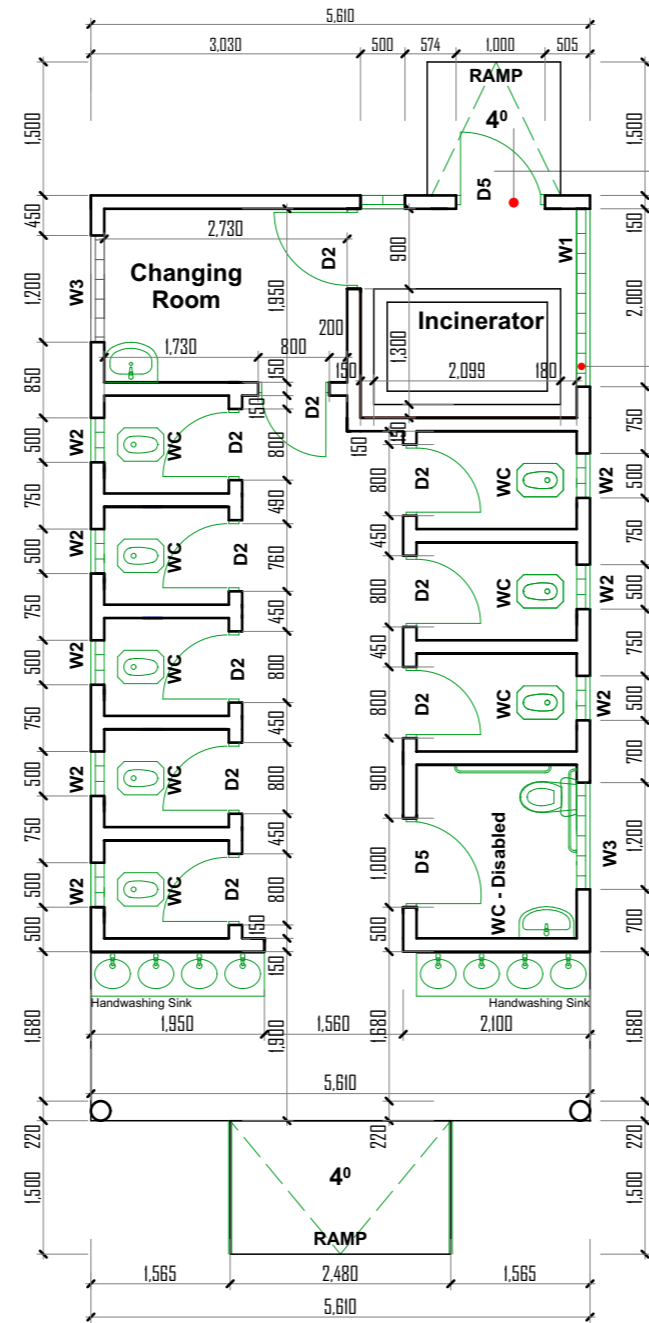 5,610
3,030
500
574
1,000
505
RAMP
4⁰
1,500
1,500
D5
450
150
2,730
D2
900
W1
Changing
Room
W3
1,200
1,950
2,000
200
Incinerator
1,300
1,730
800
150
2,099
180
850
150
150
D2
150
150
750
W2
500
WC
D2
800
800
D2
WC
W2
500
750
490
450
750
W2
500
WC
D2
760
800
D2
WC
W2
500
750
450
450
750
W2
500
WC
D2
800
800
D2
WC
W2
500
750
450
900
700
W2
500
WC
D2
800
1,000
D5
WC - Disabled
W3
1,200
750
450
W2
500
WC
D2
800
500
150
500
700
150
Handwashing Sink
Handwashing Sink
1,950
1,560
2,100
1,680
1,900
1,680
1,680
5,610
220
220
220
4⁰
1,500
1,500
RAMP
1,565
2,480
1,565
5,610